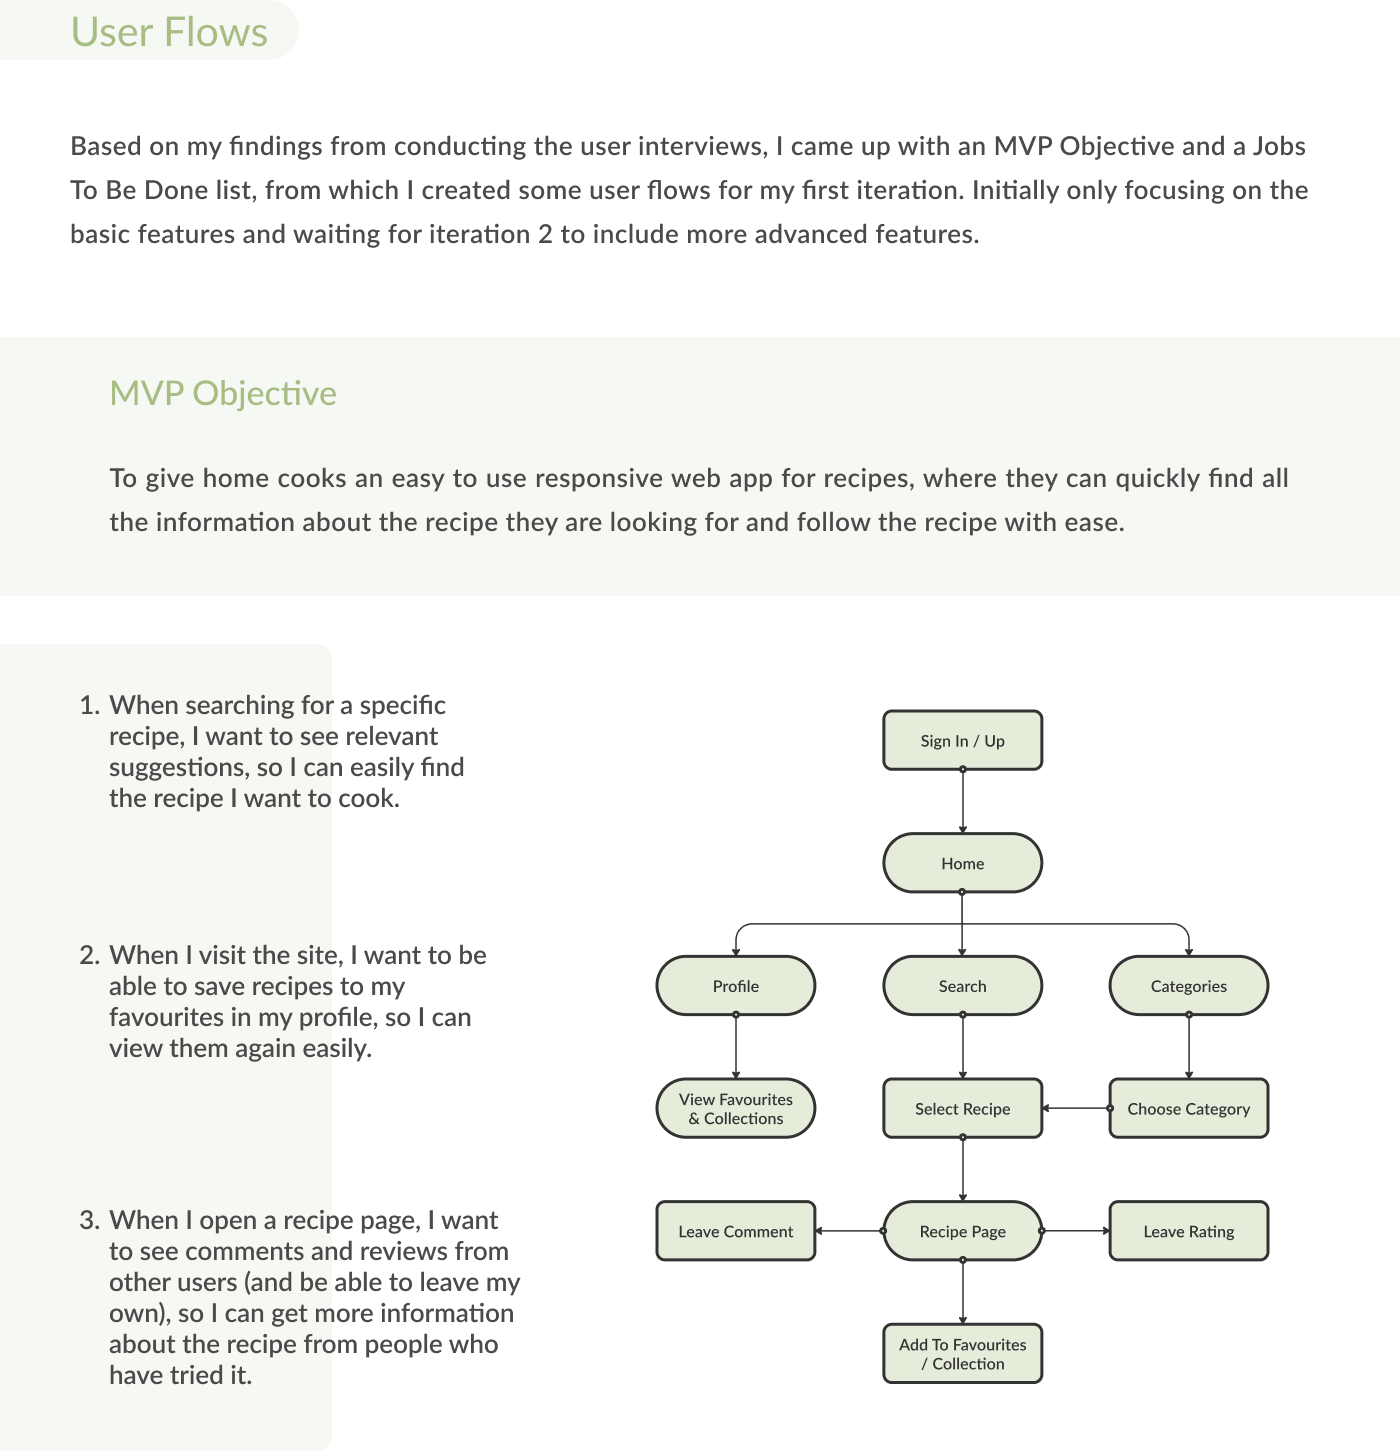 User Flows
Based on my findings from conducting the user interviews, I came up with an MVP Objective and a Jobs
To Be Done list, from which I created some user flows for my first iteration. Initially only focusing on the
basic features and waiting for iteration 2 to include more advanced features.
MVP Objective
To give home cooks an easy to use responsive web app for recipes, where they can quickly find all
the information about the recipe they are looking for and follow the recipe with ease.
1. When searching for a specific
recipe, I want to see relevant
suggestions, so I can easily find
the recipe I want to cook.
2. When I visit the site, I want to be
able to save recipes to my
favourites in my profile, so I can
view them again easily.
3. When I open a recipe page, I want
to see comments and reviews from
other users (and be able to leave my
own), so I can get more information
about the recipe from people who
have tried it.
Sign In / Up
Home
Profile
Search
Categories
View Favourites
& Collections
Select Recipe
Choose Category
Leave Comment
Recipe Page
Leave Rating
Add To Favourites
/ Collection